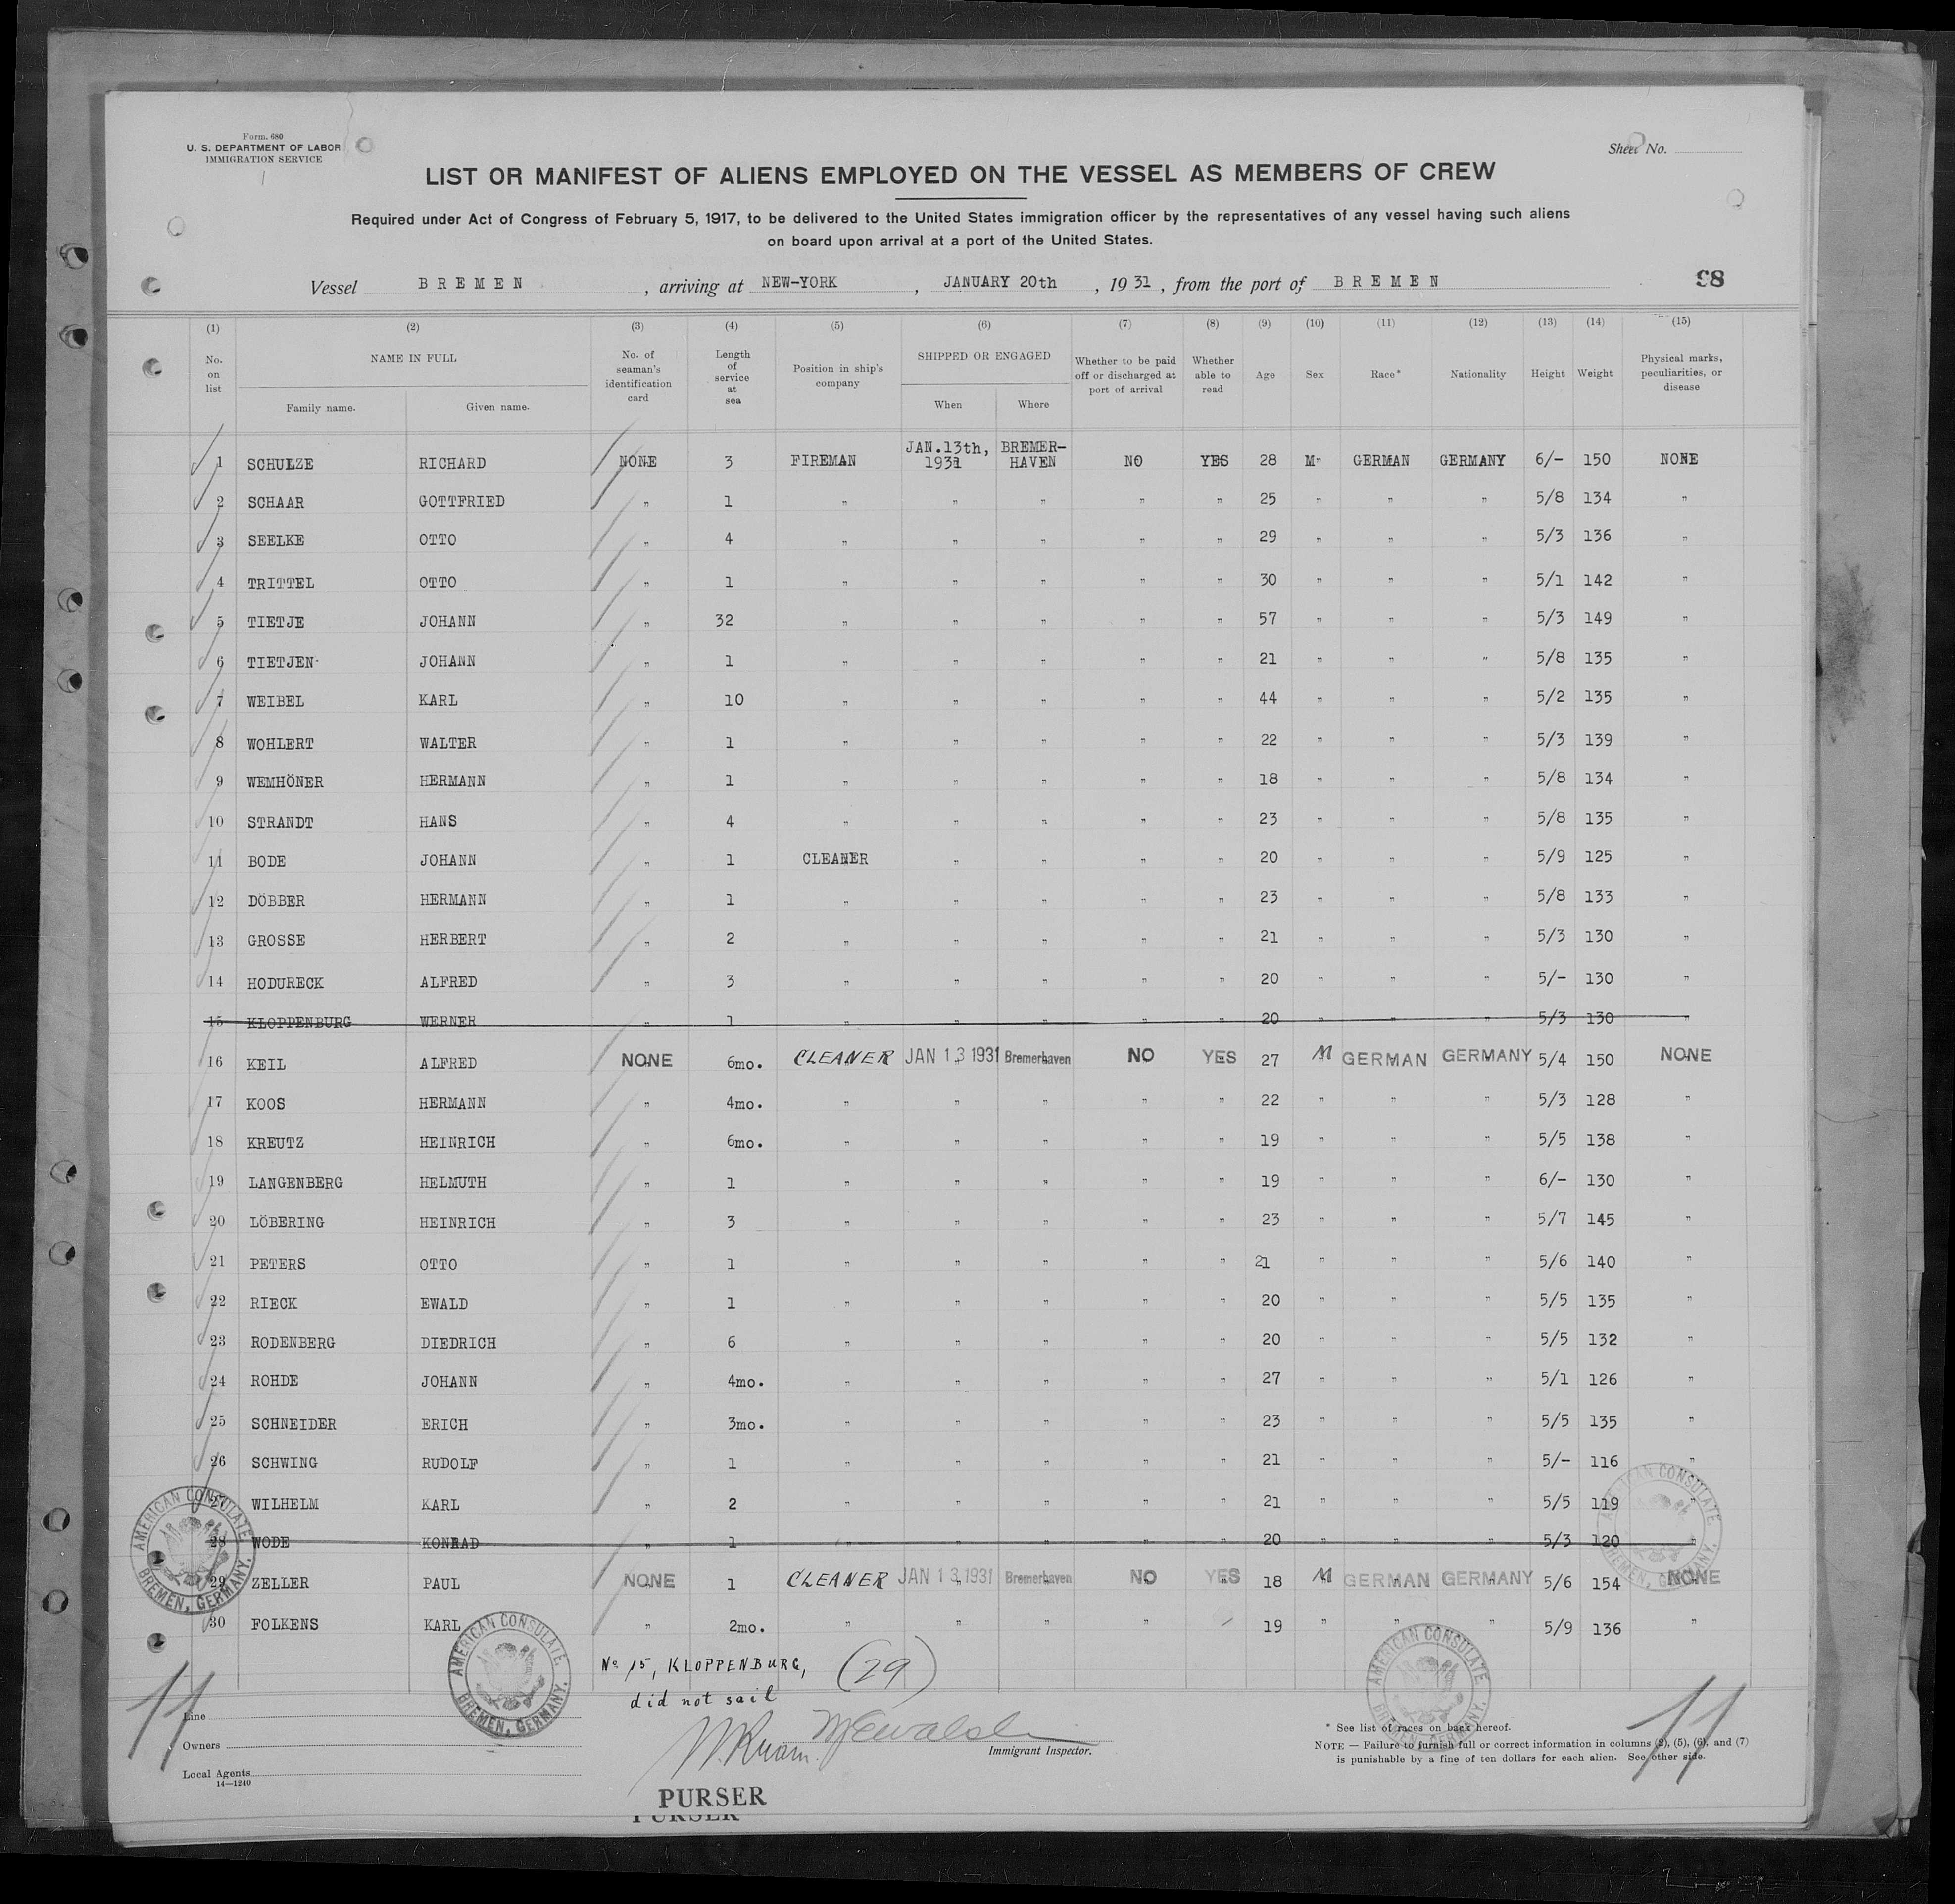 Form. 680
U. S. DEPARTMENT OF LABOR
IMMIGRATION SERVICE
Sheet No.
LIST OR MANIFEST OF ALIENS EMPLOYED ON THE VESSEL AS MEMBERS OF CREW
Required under Act of Congress of February 5, 1917, to be delivered to the United States immigration officer by the representatives of any vessel having such aliens
on board upon arrival at a port of the United States.
Vessel BREMEN , arriving at NEW-YORK , JANUARY 20th , 1931 , from the port of BREMEN 98
(1) (2) (3) (4) (5) (6) (7) (8) (9) (10) (11) (12) (13) (14) (15)
No. on list NAME IN FULL Family name. Given name. No. of seaman's identification card Length of service at sea Position in ship's company SHIPPED OR ENGAGED When Where Whether to be paid off or discharged at port of arrival Whether able to read Age Sex Race* Nationality Height Weight Physical marks, peculiarities, or disease
1 SCHULZE RICHARD NONE 3 FIREMAN JAN.13th, 1931 BREMER-HAVEN NO YES 28 M" GERMAN GERMANY 6/- 150 NONE
2 SCHAAR GOTTFRIED " 1 " " " " " 25 " " " 5/8 134 "
3 SEELKE OTTO " 4 " " " " " 29 " " " 5/3 136 "
4 TRITTEL OTTO " 1 " " " " " 30 " " " 5/1 142 "
5 TIETJE JOHANN " 32 " " " " " 57 " " " 5/3 149 "
6 TIETJEN JOHANN " 1 " " " " " 21 " " " 5/8 135 "
7 WEIBEL KARL " 10 " " " " " 44 " " " 5/2 135 "
8 WOHLERT WALTER " 1 " " " " " 22 " " " 5/3 139 "
9 WEMHÖNER HERMANN " 1 " " " " " 18 " " " 5/8 134 "
10 STRANDT HANS " 4 " " " " " 23 " " " 5/8 135 "
11 BODE JOHANN " 1 CLEANER " " " " 20 " " " 5/9 125 "
12 DÖBBER HERMANN " 1 " " " " " 23 " " " 5/8 133 "
13 GROSSE HERBERT " 2 " " " " " 21 " " " 5/3 130 "
14 HODURECK ALFRED " 3 " " " " " 20 " " " 5/- 130 "
15 KLOPPENBURG WERNER " 1 " " " " " 20 " " " 5/3 130 "
16 KEIL ALFRED NONE 6mo. CLEANER JAN 13 1931 Bremerhaven NO YES 27 M GERMAN GERMANY 5/4 150 NONE
17 KOOS HERMANN " 4mo. " " " " " 22 " " " 5/3 128 "
18 KREUTZ HEINRICH " 6mo. " " " " " 19 " " " 5/5 138 "
19 LANGENBERG HELMUTH " 1 " " " " " 19 " " " 6/- 130 "
20 LÖBERING HEINRICH " 3 " " " " " 23 " " " 5/7 145 "
21 PETERS OTTO " 1 " " " " " 21 " " " 5/6 140 "
22 RIECK EWALD " 1 " " " " " 20 " " " 5/5 135 "
23 RODENBERG DIEDRICH " 6 " " " " " 20 " " " 5/5 132 "
24 ROHDE JOHANN " 4mo. " " " " " 27 " " " 5/1 126 "
25 SCHNEIDER ERICH " 3mo. " " " " " 23 " " " 5/5 135 "
26 SCHWING RUDOLF " 1 " " " " " 21 " " " 5/- 116 "
27 WILHELM KARL " 2 " " " " " 21 " " " 5/5 119 "
28 WODE KONRAD " 1 " " " " " 20 " " " 5/3 120 "
29 ZELLER PAUL NONE 1 CLEANER JAN 13 1931 Bremerhaven NO YES 18 M GERMAN GERMANY 5/6 154 NONE
30 FOLKENS KARL " 2mo. " " " " " 19 " " " 5/9 136 "
AMERICAN CONSULATE. BREMEN, GERMANY.
AMERICAN CONSULATE. BREMEN, GERMANY.
AMERICAN CONSULATE. BREMEN, GERMANY.
AMERICAN CONSULATE. BREMEN, GERMANY.
No 15, KLOPPENBURG, (29)
did not sail
11 11
Line
Owners
Local Agents
14—1240
Immigrant Inspector.
PURSER
PURSER
* See list of races on back hereof.
NOTE — Failure to furnish full or correct information in columns (2), (5), (6), and (7)
is punishable by a fine of ten dollars for each alien. See other side.